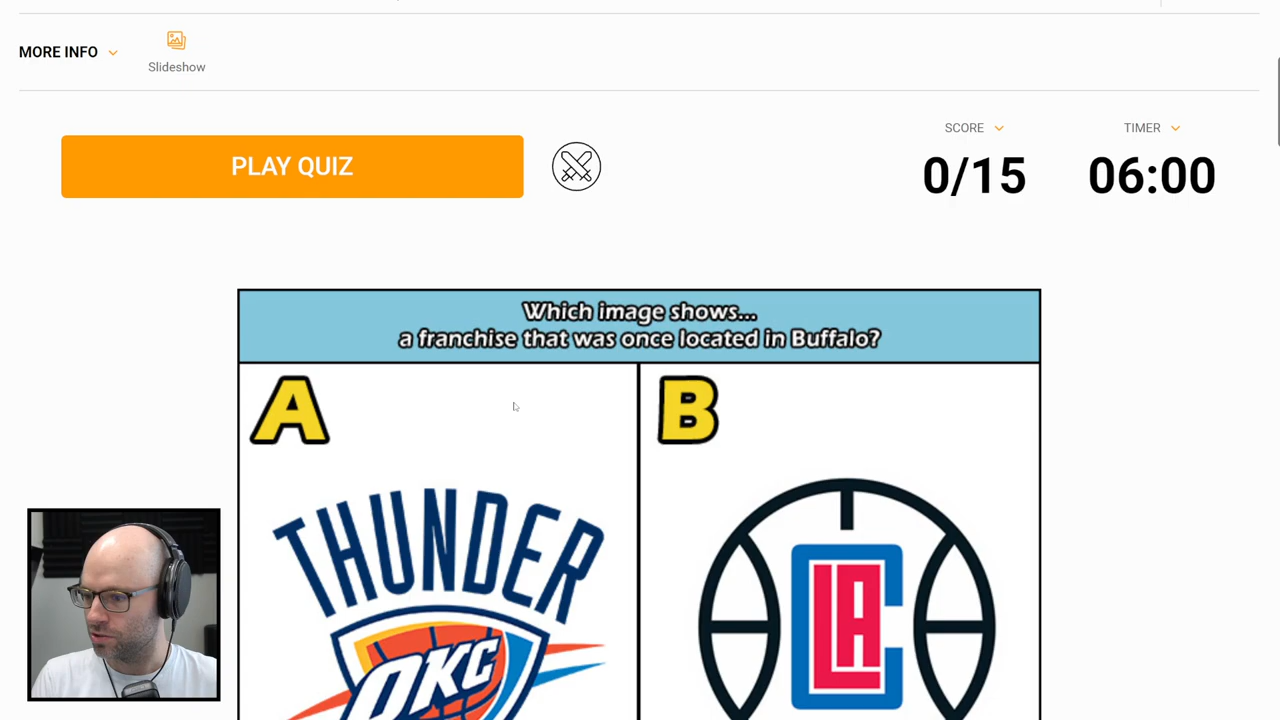 MORE INFO
Slideshow
PLAY QUIZ
SCORE
TIMER
0/15
06:00
Which image shows...
a franchise that was once located in Buffalo?
A
B
THUNDER
OKC
LA